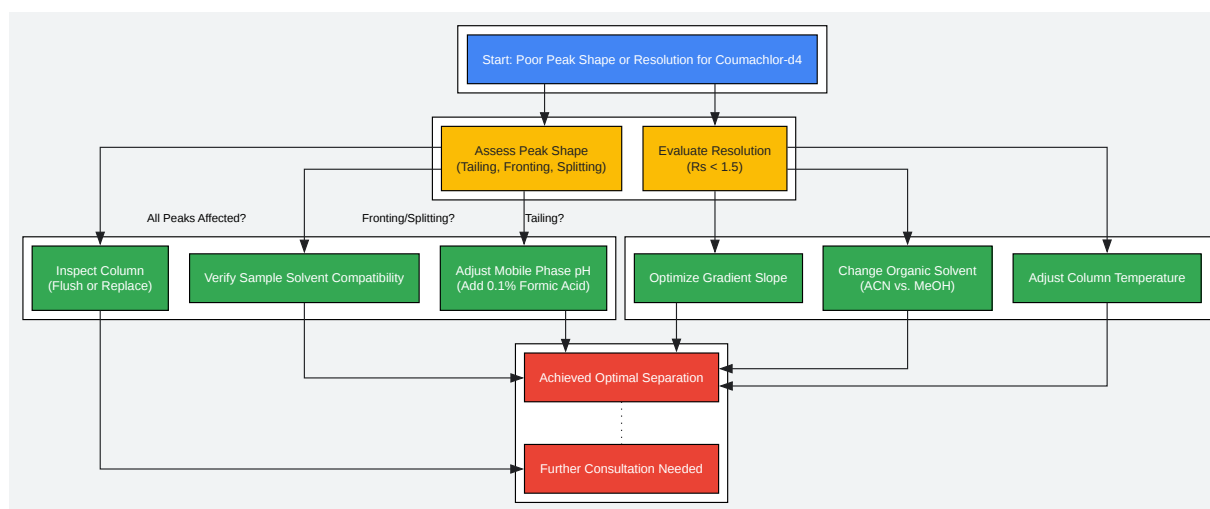 Start: Poor Peak Shape or Resolution for Coumachlor-d4
Assess Peak Shape
(Tailing, Fronting, Splitting)
Evaluate Resolution
(Rs < 1.5)
All Peaks Affected?
Fronting/Splitting?
Tailing?
Inspect Column
(Flush or Replace)
Verify Sample Solvent Compatibility
Adjust Mobile Phase pH
(Add 0.1% Formic Acid)
Optimize Gradient Slope
Change Organic Solvent
(ACN vs. MeOH)
Adjust Column Temperature
Achieved Optimal Separation
Further Consultation Needed